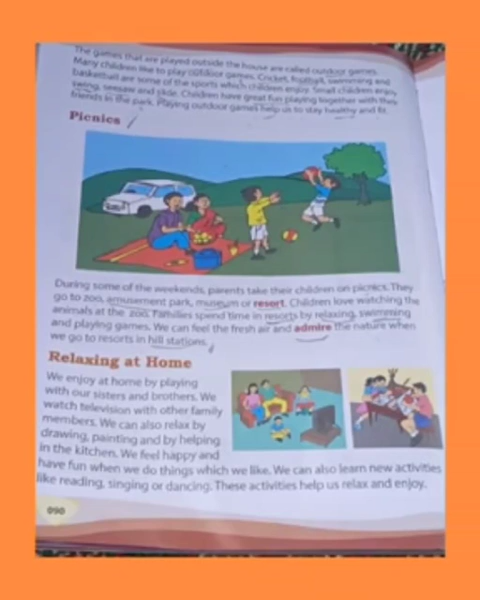 The games that are played outside the house are called outdoor games.
Many children like to play outdoor games. Cricket, football, swimming and
basketball are some of the sports which children enjoy. Small children enjoy
swing, seesaw and slide. Children have great fun playing together with their
friends in the park. Playing outdoor games help us to stay healthy and fit.
Picnics
During some of the weekends, parents take their children on picnics. They
go to zoo, amusement park, museum or resort. Children love watching the
animals at the zoo. Families spend time in resorts by relaxing, swimming
and playing games. We can feel the fresh air and admire the nature when
we go to resorts in hill stations.
Relaxing at Home
We enjoy at home by playing
with our sisters and brothers. We
watch television with other family
members. We can also relax by
drawing, painting and by helping
in the kitchen. We feel happy and
have fun when we do things which we like. We can also learn new activities
like reading, singing or dancing. These activities help us relax and enjoy.
090